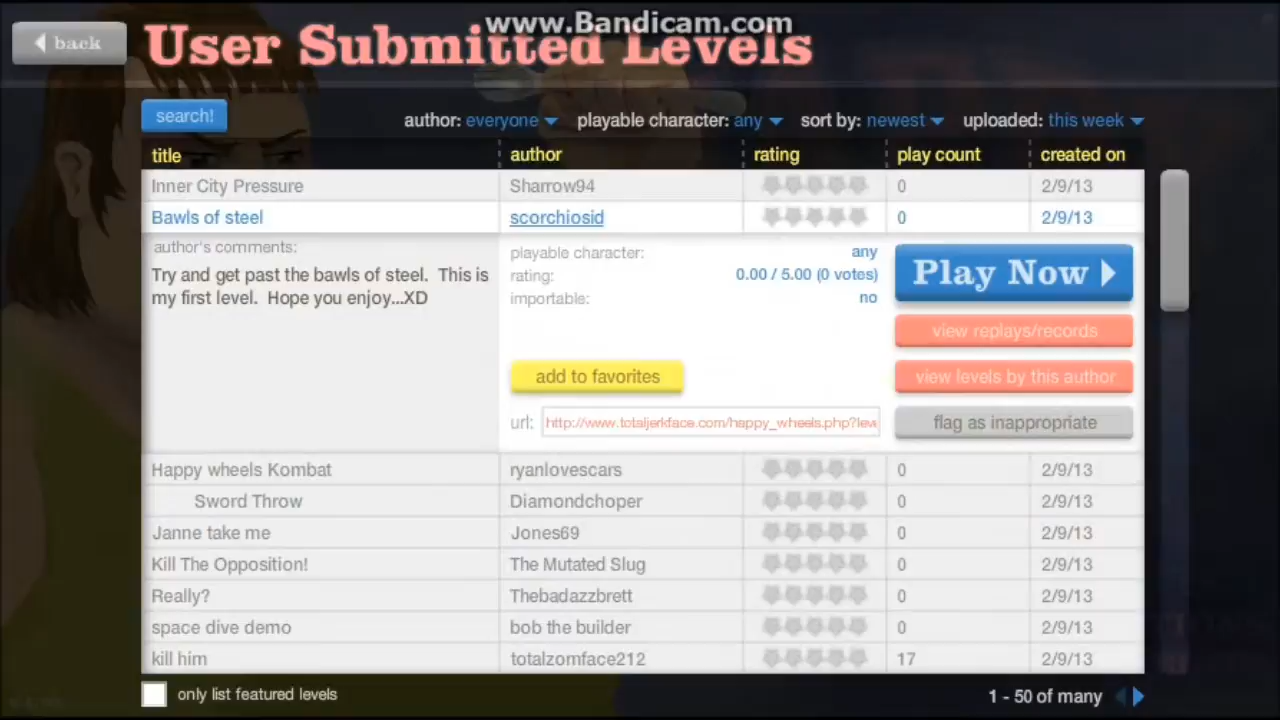 www.Bandicam.com
back
User Submitted Levels
search!
author: everyone playable character: any sort by: newest uploaded: this week
title author rating play count created on
Inner City Pressure Sharrow94 0 2/9/13
Bawls of steel scorchiosid 0 2/9/13
author's comments:
Try and get past the bawls of steel. This is
my first level. Hope you enjoy...XD
playable character: any
rating: 0.00 / 5.00 (0 votes)
importable: no
add to favorites
url: http://www.totaljerkface.com/happy_wheels.php?lev
Play Now
view replays/records
view levels by this author
flag as inappropriate
Happy wheels Kombat ryanlovescars 0 2/9/13
Sword Throw Diamondchoper 0 2/9/13
Janne take me Jones69 0 2/9/13
Kill The Opposition! The Mutated Slug 0 2/9/13
Really? Thebadazzbrett 0 2/9/13
space dive demo bob the builder 0 2/9/13
kill him totalzomface212 17 2/9/13
only list featured levels
1 - 50 of many